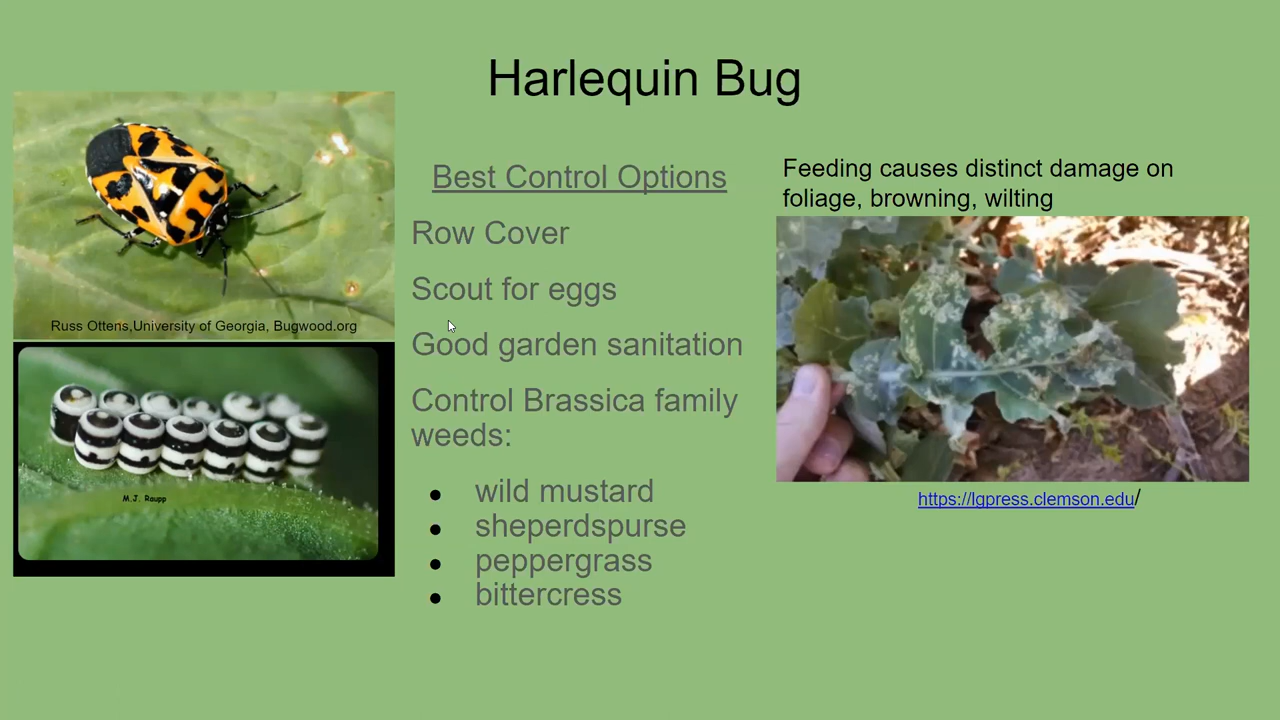 Harlequin Bug
Russ Ottens,University of Georgia, Bugwood.org
M.J. Raupp
Best Control Options
Row Cover
Scout for eggs
Good garden sanitation
Control Brassica family
weeds:
● wild mustard
● sheperdspurse
● peppergrass
● bittercress
Feeding causes distinct damage on
foliage, browning, wilting
https://lgpress.clemson.edu/